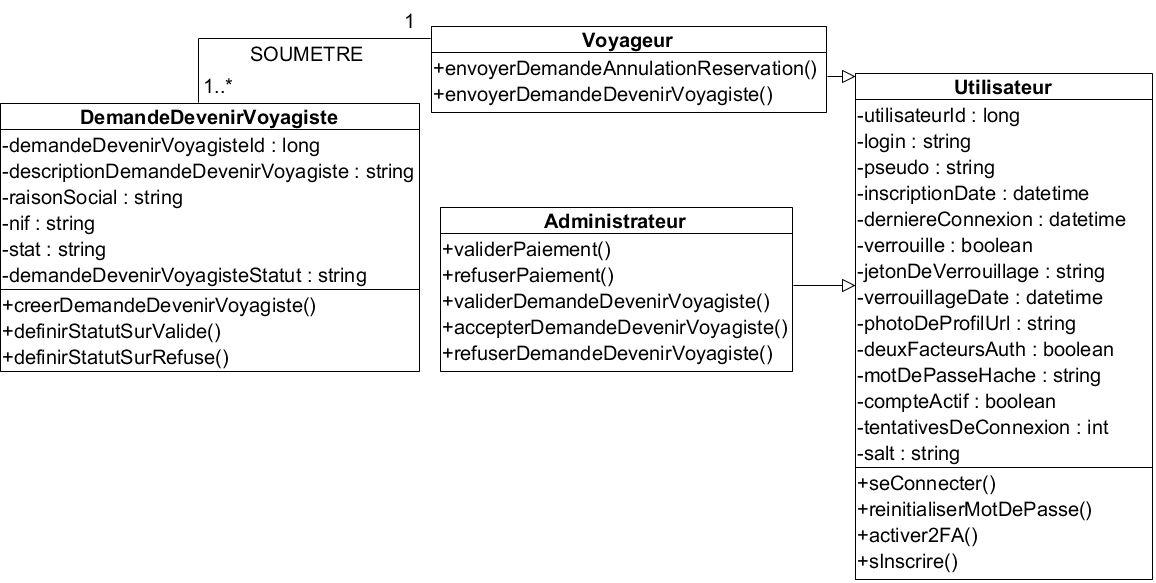 1
SOUMETRE
1..*
Voyageur
+envoyerDemandeAnnulationReservation()
+envoyerDemandeDevenirVoyagiste()
DemandeDevenirVoyagiste
-demandeDevenirVoyagisteId : long
-descriptionDemandeDevenirVoyagiste : string
-raisonSocial : string
-nif : string
-stat : string
-demandeDevenirVoyagisteStatut : string
+creerDemandeDevenirVoyagiste()
+definirStatutSurValide()
+definirStatutSurRefuse()
Administrateur
+validerPaiement()
+refuserPaiement()
+validerDemandeDevenirVoyagiste()
+accepterDemandeDevenirVoyagiste()
+refuserDemandeDevenirVoyagiste()
Utilisateur
-utilisateurId : long
-login : string
-pseudo : string
-inscriptionDate : datetime
-derniereConnexion : datetime
-verrouille : boolean
-jetonDeVerrouillage : string
-verrouillageDate : datetime
-photoDeProfilUrl : string
-deuxFacteursAuth : boolean
-motDePasseHache : string
-compteActif : boolean
-tentativesDeConnexion : int
-salt : string
+seConnecter()
+reinitialiserMotDePasse()
+activer2FA()
+sInscrire()